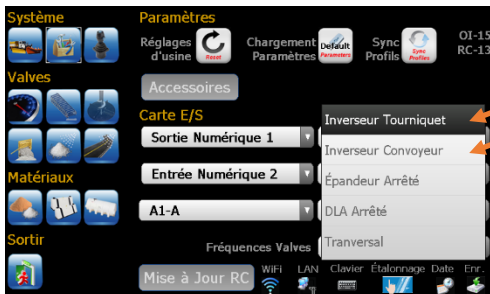 Système
Paramètres
Réglages d'usine
Reset
Chargement Paramètres
Default Parameters
Sync Profils
Sync Profiles
OI-15
RC-13
Accessoires
Valves
Carte E/S
Sortie Numérique 1
Entrée Numérique 2
A1-A
Inverseur Tourniquet
Inverseur Convoyeur
Épandeur Arrêté
DLA Arrêté
Tranversal
Matériaux
Sortir
Fréquences Valves
Mise à Jour RC
WiFi
LAN
Clavier
Étalonnage
Date
Enr.